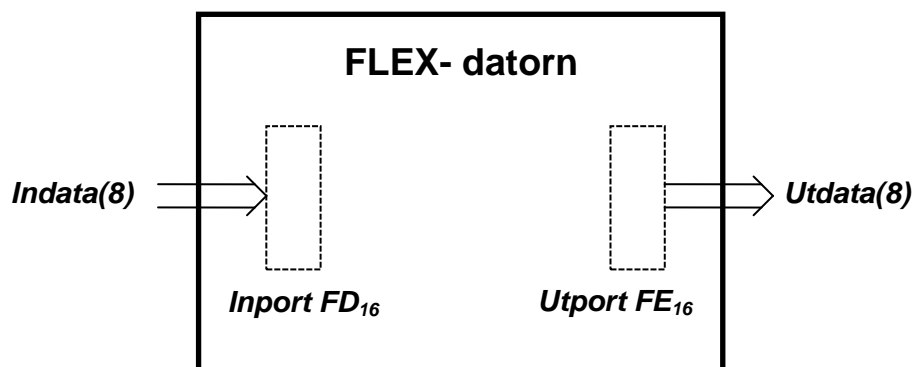 FLEX- datorn
Indata(8)
Utdata(8)
Inport FD16
Utport FE16